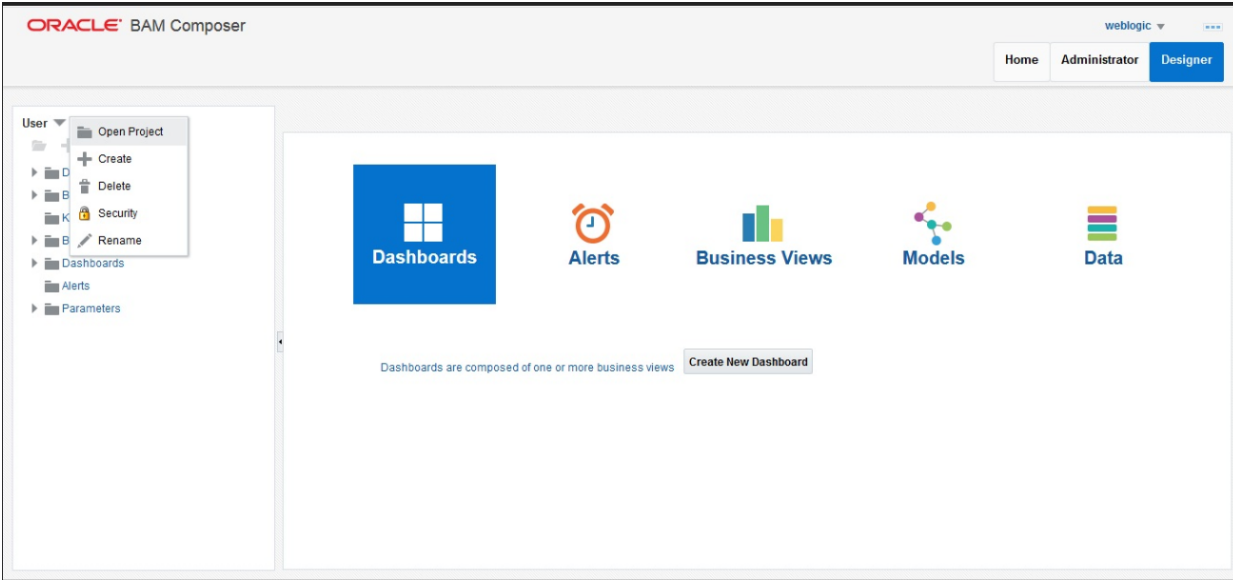 ORACLE BAM Composer
weblogic
Home Administrator Designer
User
Open Project
Create
D
Delete
B
Security
K
Rename
B
Dashboards
Alerts
Parameters
Dashboards
Alerts
Business Views
Models
Data
Dashboards are composed of one or more business views
Create New Dashboard